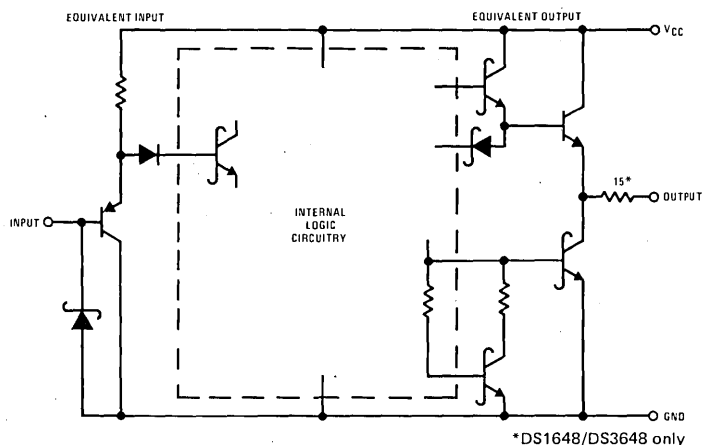 EQUIVALENT INPUT
EQUIVALENT OUTPUT
VCC
15*
OUTPUT
INPUT
INTERNAL
LOGIC
CIRCUITRY
GND
*DS1648/DS3648 only